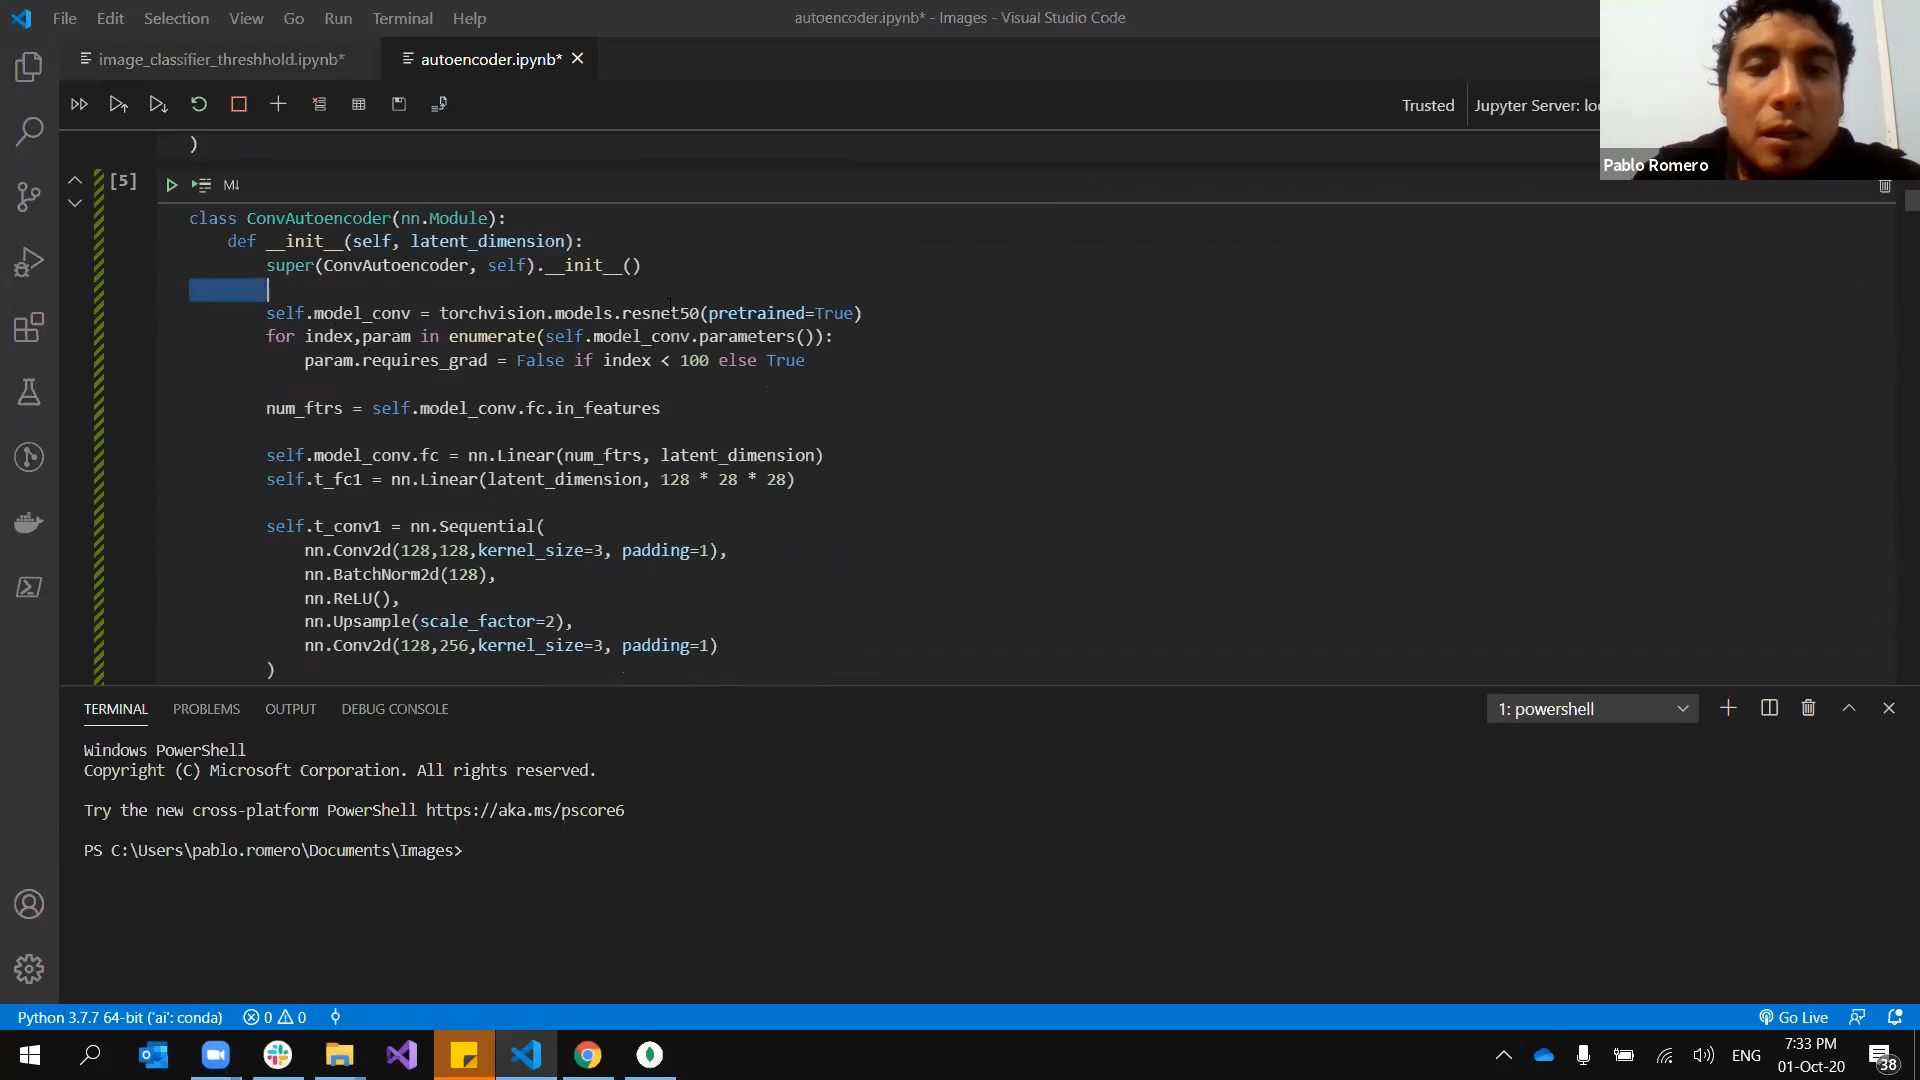 File Edit Selection View Go Run Terminal Help
autoencoder.ipynb* - Images - Visual Studio Code
image_classifier_threshhold.ipynb*
autoencoder.ipynb*
Trusted
Jupyter Server: loc
Pablo Romero
)
[5]
M↓
class ConvAutoencoder(nn.Module):
    def __init__(self, latent_dimension):
        super(ConvAutoencoder, self).__init__()
        self.model_conv = torchvision.models.resnet50(pretrained=True)
        for index,param in enumerate(self.model_conv.parameters()):
            param.requires_grad = False if index < 100 else True
        num_ftrs = self.model_conv.fc.in_features
        self.model_conv.fc = nn.Linear(num_ftrs, latent_dimension)
        self.t_fc1 = nn.Linear(latent_dimension, 128 * 28 * 28)
        self.t_conv1 = nn.Sequential(
            nn.Conv2d(128,128,kernel_size=3, padding=1),
            nn.BatchNorm2d(128),
            nn.ReLU(),
            nn.Upsample(scale_factor=2),
            nn.Conv2d(128,256,kernel_size=3, padding=1)
        )
TERMINAL PROBLEMS OUTPUT DEBUG CONSOLE
1: powershell
Windows PowerShell
Copyright (C) Microsoft Corporation. All rights reserved.
Try the new cross-platform PowerShell https://aka.ms/pscore6
PS C:\Users\pablo.romero\Documents\Images>
Python 3.7.7 64-bit ('ai': conda) 0 0
Go Live
ENG
7:33 PM
01-Oct-20
38